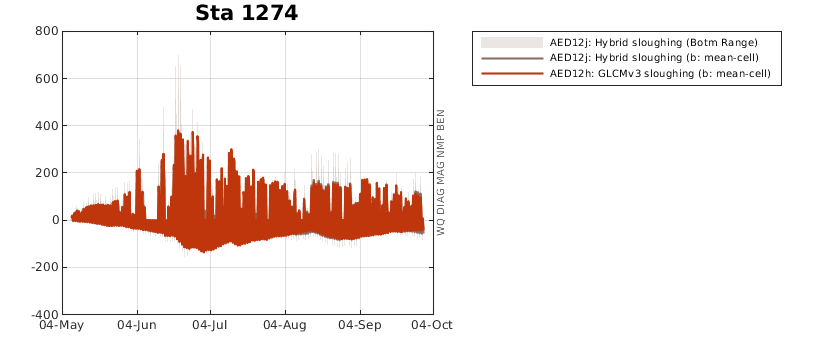 Sta 1274
800
600
400
200
0
-200
-400
04-May 04-Jun 04-Jul 04-Aug 04-Sep 04-Oct
WQ DIAG MAG NMP BEN
AED12j: Hybrid sloughing (Botm Range)
AED12j: Hybrid sloughing (b: mean-cell)
AED12h: GLCMv3 sloughing (b: mean-cell)